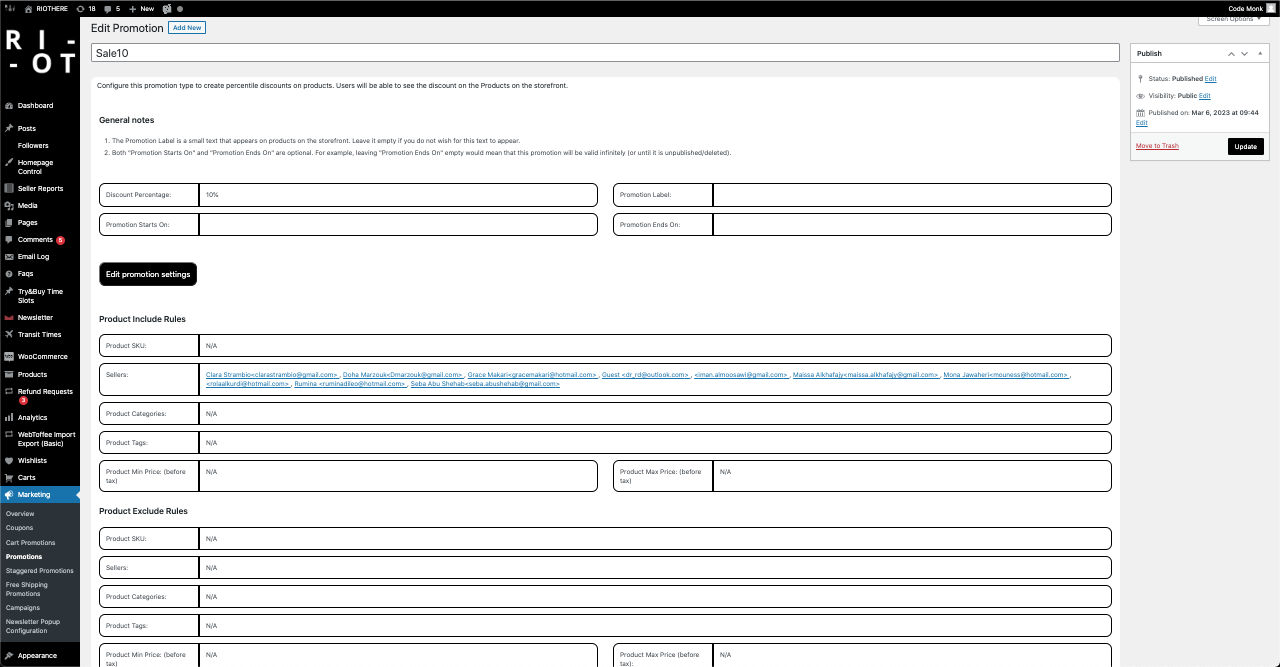 RIOTHERE 18 5 New Code Monk
Screen Options
RI-
-OT
Edit Promotion Add New
Sale10
Configure this promotion type to create percentile discounts on products. Users will be able to see the discount on the Products on the storefront.
General notes
1. The Promotion Label is a small text that appears on products on the storefront. Leave it empty if you do not wish for this text to appear.
2. Both "Promotion Starts On" and "Promotion Ends On" are optional. For example, leaving "Promotion Ends On" empty would mean that this promotion will be valid infinitely (or until it is unpublished/deleted).
Discount Percentage: 10% Promotion Label:
Promotion Starts On: Promotion Ends On:
Edit promotion settings
Product Include Rules
Product SKU: N/A
Sellers: Clara Strambio<clarastrambio@gmail.com> , Doha Marzouk<Dmarzouk@gmail.com> , Grace Makari<gracemakari@hotmail.com> , Guest <dr_rd@outlook.com> , <iman.almoosawi@gmail.com> , Maissa Alkhafajy<maissa.alkhafajy@gmail.com> , Mona Jawaheri<mouness@hotmail.com> ,
<rolaalkurdi@hotmail.com> , Rumina <ruminadileo@hotmail.com> , Seba Abu Shehab<seba.abushehab@gmail.com>
Product Categories: N/A
Product Tags: N/A
Product Min Price: (before tax) N/A Product Max Price: (before tax) N/A
Product Exclude Rules
Product SKU: N/A
Sellers: N/A
Product Categories: N/A
Product Tags: N/A
Product Min Price: (before tax) N/A Product Max Price (before tax): N/A
Publish
Status: Published Edit
Visibility: Public Edit
Published on: Mar 6, 2023 at 09:44
Edit
Move to Trash Update
Dashboard
Posts
Followers
Homepage
Control
Seller Reports
Media
Pages
Comments 5
Email Log
Faqs
Try&Buy Time
Slots
Newsletter
Transit Times
WooCommerce
Products
Refund Requests
3
Analytics
WebToffee Import
Export (Basic)
Wishlists
Carts
Marketing
Overview
Coupons
Cart Promotions
Promotions
Staggered Promotions
Free Shipping
Promotions
Campaigns
Newsletter Popup
Configuration
Appearance